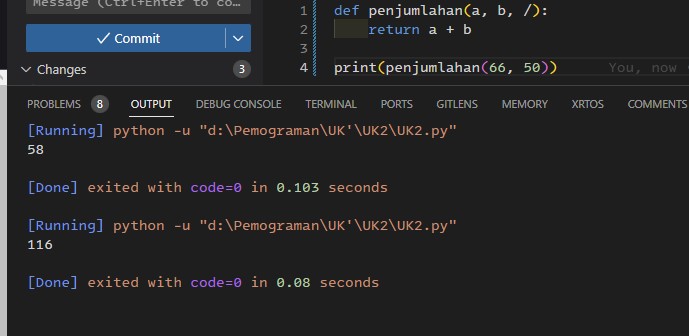 Message (Ctrl+Enter to co...
Commit
Changes 3
1 def penjumlahan(a, b, /):
2 return a + b
3
4 print(penjumlahan(66, 50)) You, now
PROBLEMS 8 OUTPUT DEBUG CONSOLE TERMINAL PORTS GITLENS MEMORY XRTOS COMMENTS
[Running] python -u "d:\Pemograman\UK'\UK2\UK2.py"
58
[Done] exited with code=0 in 0.103 seconds
[Running] python -u "d:\Pemograman\UK'\UK2\UK2.py"
116
[Done] exited with code=0 in 0.08 seconds